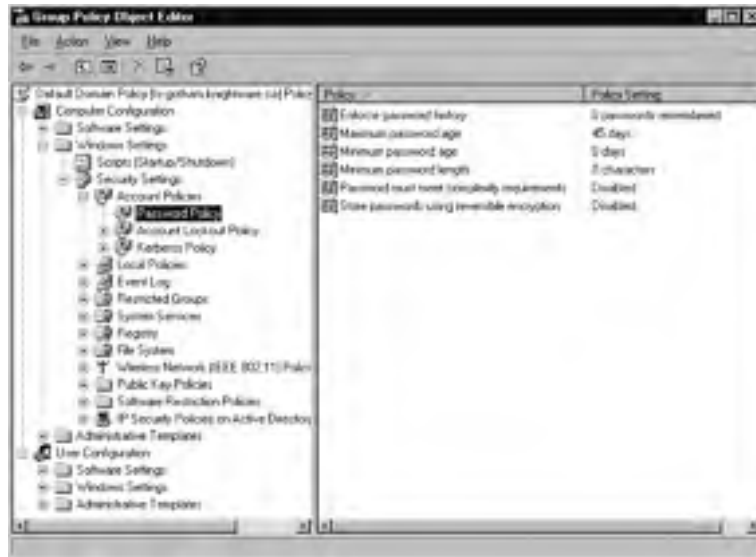 Group Policy Object Editor
File Action View Help
Default Domain Policy
Computer Configuration
Software Settings
Windows Settings
Scripts (Startup/Shutdown)
Security Settings
Account Policies
Password Policy
Account Lockout Policy
Kerberos Policy
Local Policies
Event Log
Restricted Groups
System Services
Registry
File System
Wireless Network (IEEE 802.11) Polici
Public Key Policies
Software Restriction Policies
IP Security Policies on Active Director
Administrative Templates
User Configuration
Software Settings
Windows Settings
Administrative Templates
Policy Policy Setting
Enforce password history passwords remembered
Maximum password age 45 days
Minimum password age days
Minimum password length characters
Password must meet complexity requirements Disabled
Store passwords using reversible encryption Disabled